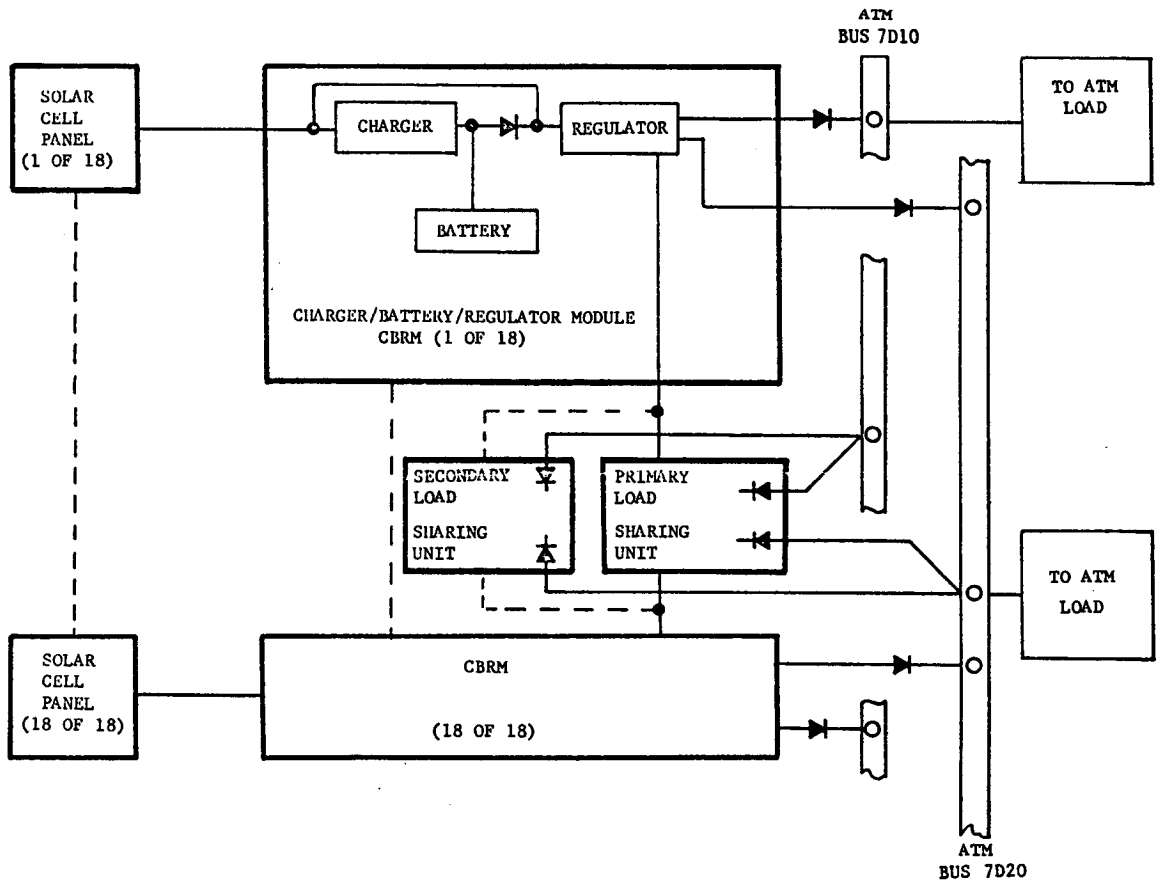 ATM
BUS 7D10
SOLAR
CELL
PANEL
(1 OF 18)
CHARGER
REGULATOR
BATTERY
CHARGER/BATTERY/REGULATOR MODULE
CBRM (1 OF 18)
TO ATM
LOAD
SECONDARY
LOAD
SHARING
UNIT
PRIMARY
LOAD
SHARING
UNIT
TO ATM
LOAD
SOLAR
CELL
PANEL
(18 OF 18)
CBRM
(18 OF 18)
ATM
BUS 7D20